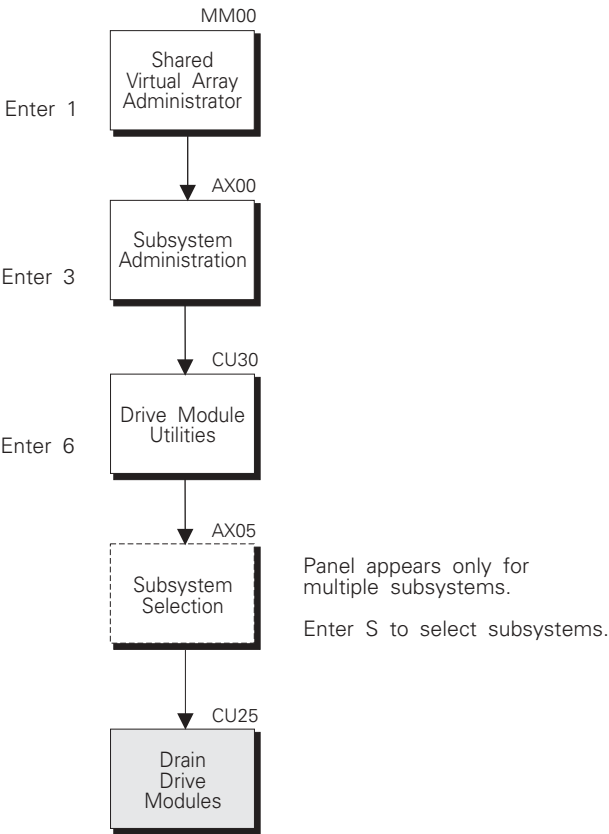 MM00
Shared
Virtual Array
Administrator
Enter 1
AX00
Subsystem
Administration
Enter 3
CU30
Drive Module
Utilities
Enter 6
AX05
Subsystem
Selection
Panel appears only for
multiple subsystems.
Enter S to select subsystems.
CU25
Drain
Drive
Modules